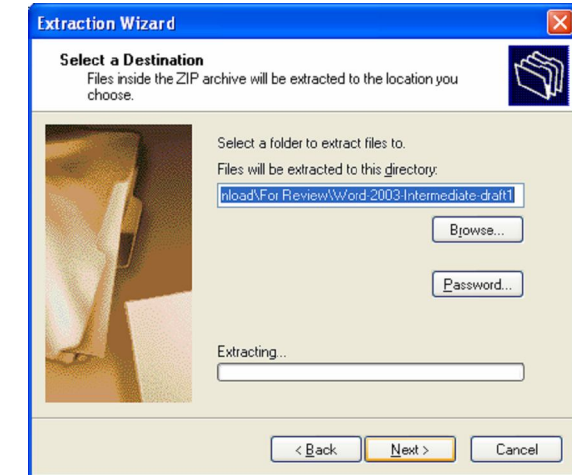 Extraction Wizard
Select a Destination
Files inside the ZIP archive will be extracted to the location you
choose.
Select a folder to extract files to.
Files will be extracted to this directory:
nload\For Review\Word-2003-Intermediate-draft1
Browse...
Password...
Extracting...
< Back
Next >
Cancel